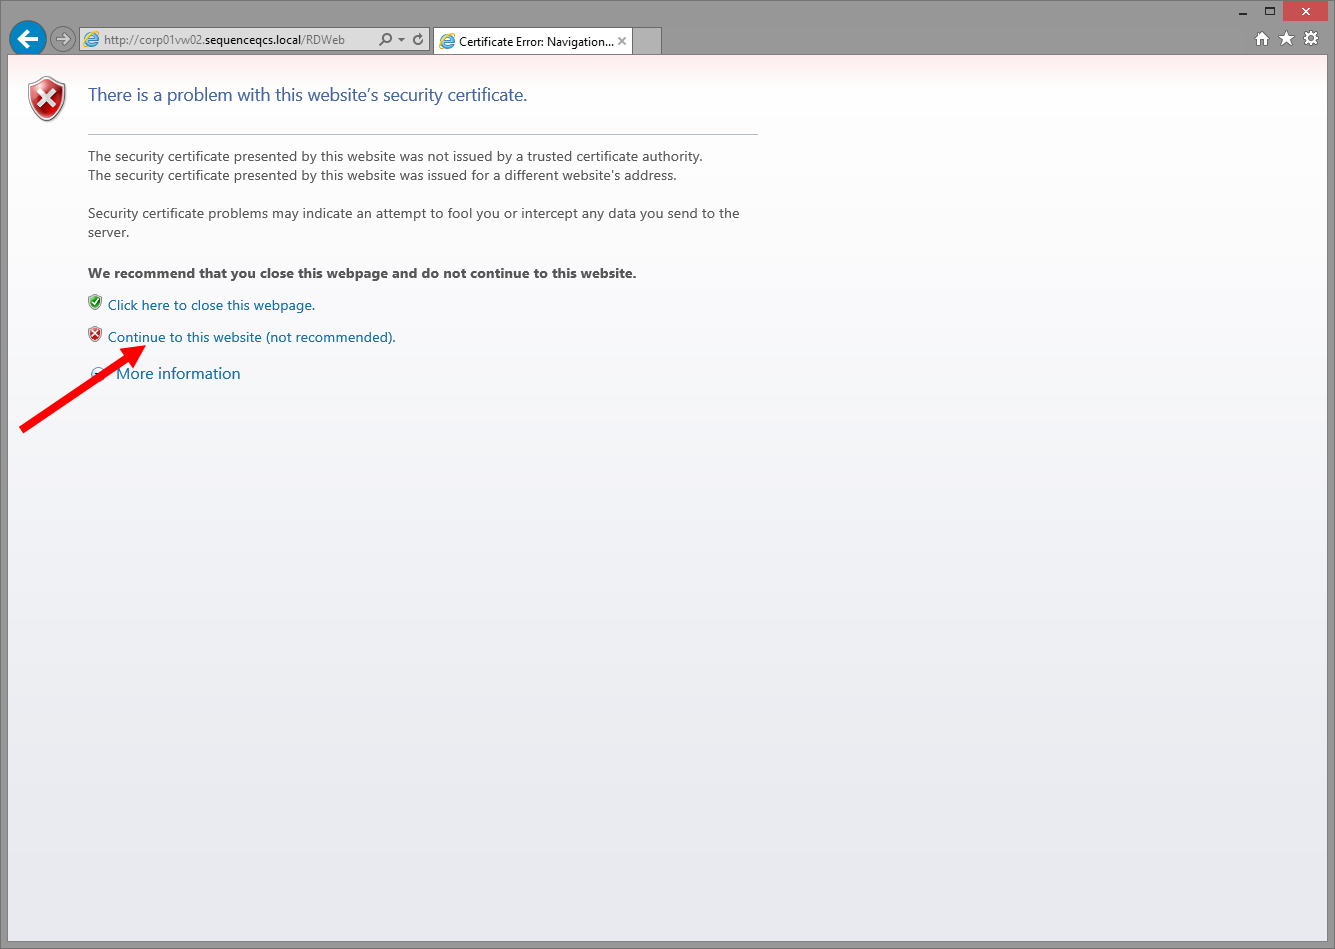 http://corp01vw02.sequenceqcs.local/RDWeb
Certificate Error: Navigation...
There is a problem with this website’s security certificate.
The security certificate presented by this website was not issued by a trusted certificate authority.
The security certificate presented by this website was issued for a different website's address.
Security certificate problems may indicate an attempt to fool you or intercept any data you send to the
server.
We recommend that you close this webpage and do not continue to this website.
Click here to close this webpage.
Continue to this website (not recommended).
More information